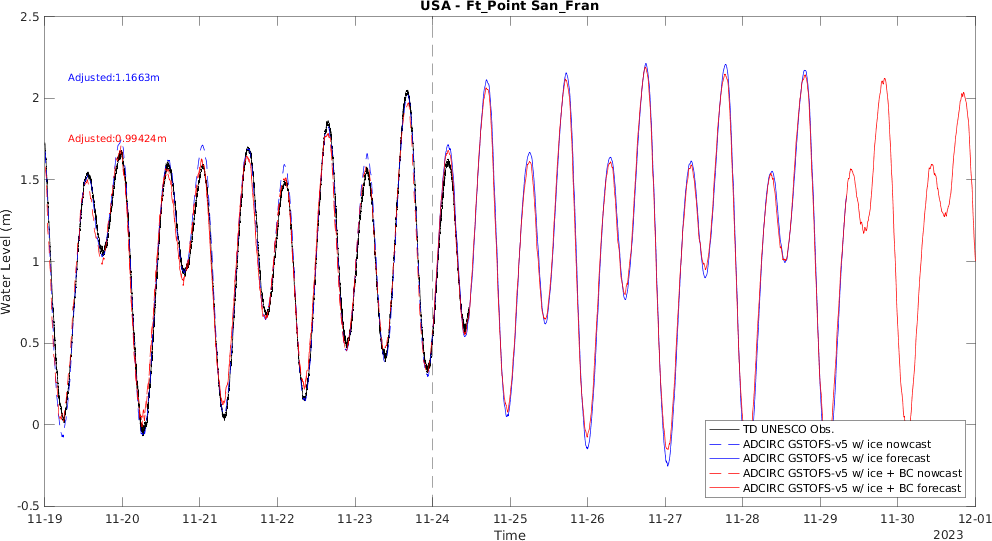 USA - Ft_Point San_Fran
2.5
2
1.5
1
0.5
0
-0.5
Water Level (m)
Adjusted:1.1663m
Adjusted:0.99424m
TD UNESCO Obs.
ADCIRC GSTOFS-v5 w/ ice nowcast
ADCIRC GSTOFS-v5 w/ ice forecast
ADCIRC GSTOFS-v5 w/ ice + BC nowcast
ADCIRC GSTOFS-v5 w/ ice + BC forecast
11-19 11-20 11-21 11-22 11-23 11-24 11-25 11-26 11-27 11-28 11-29 11-30 12-01
Time
2023